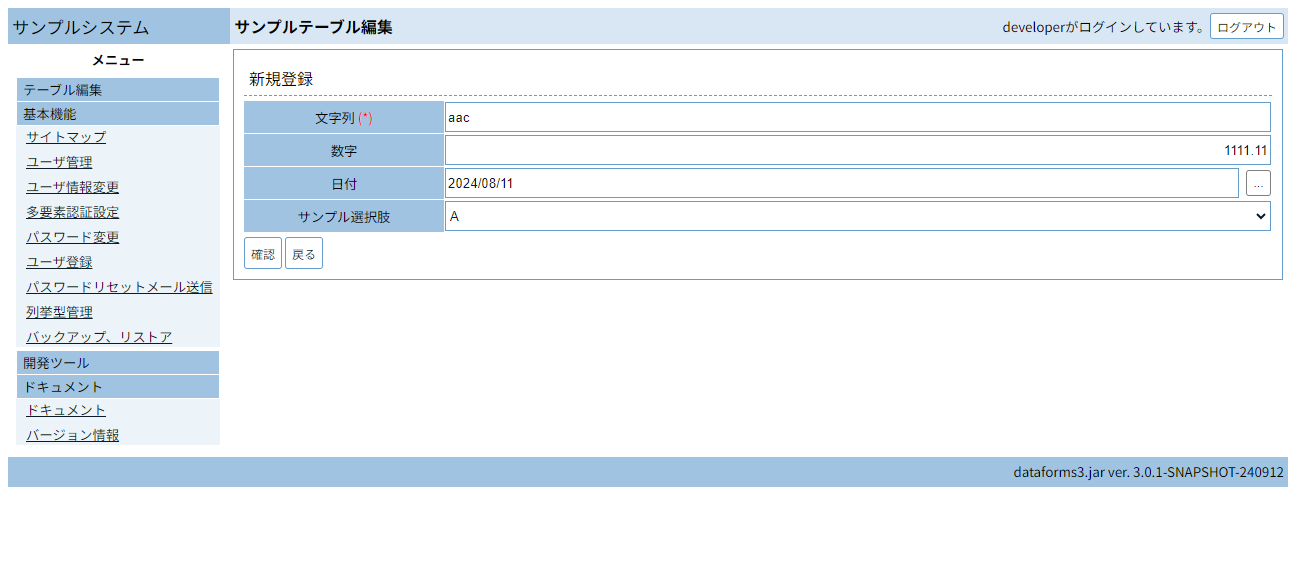 サンプルシステム
サンプルテーブル編集
developerがログインしています。 ログアウト
メニュー
テーブル編集
基本機能
サイトマップ
ユーザ管理
ユーザ情報変更
多要素認証設定
パスワード変更
ユーザ登録
パスワードリセットメール送信
列挙型管理
バックアップ、リストア
開発ツール
ドキュメント
ドキュメント
バージョン情報
新規登録
文字列 (*) aac
数字 1111.11
日付 2024/08/11 ...
サンプル選択肢 A
確認 戻る
dataforms3.jar ver. 3.0.1-SNAPSHOT-240912